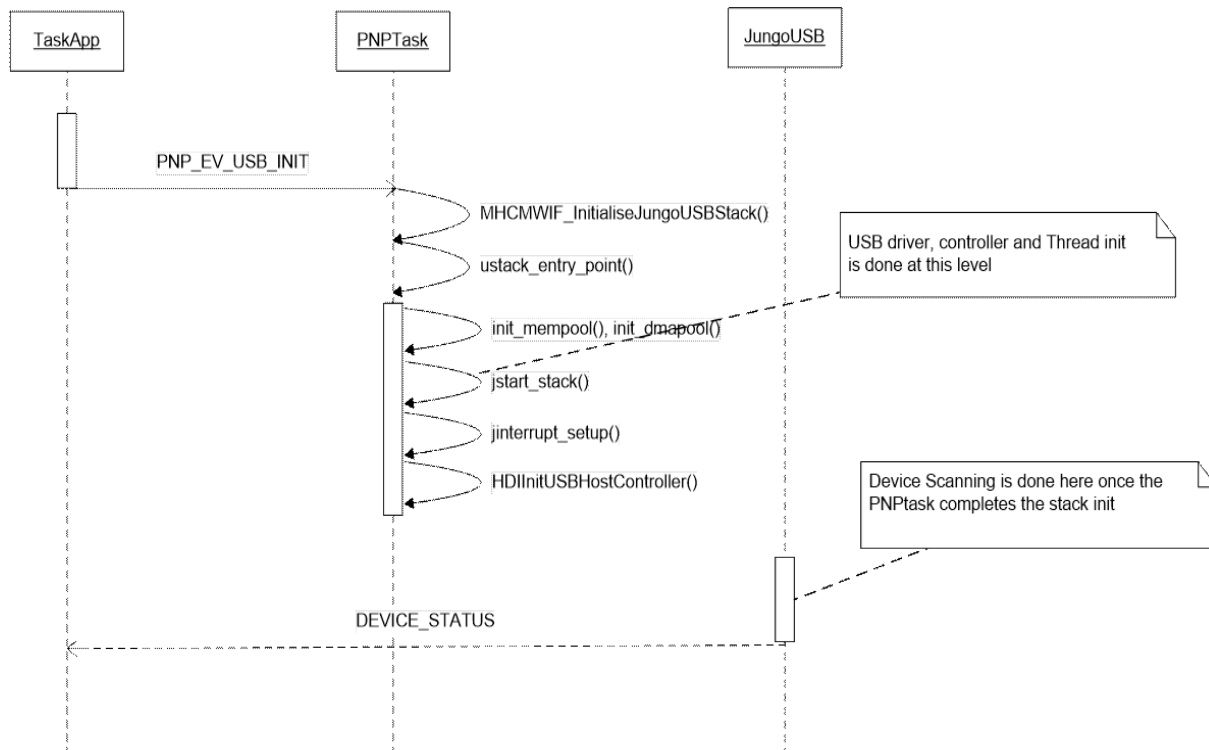 TaskApp
PNPTask
JungoUSB
PNP_EV_USB_INIT
MHCMWIF_InitialiseJungoUSBStack()
USB driver, controller and Thread init
is done at this level
ustack_entry_point()
init_mempool(), init_dmapool()
jstart_stack()
jinterrupt_setup()
HDIInitUSBHostController()
Device Scanning is done here once the
PNPtask completes the stack init
DEVICE_STATUS